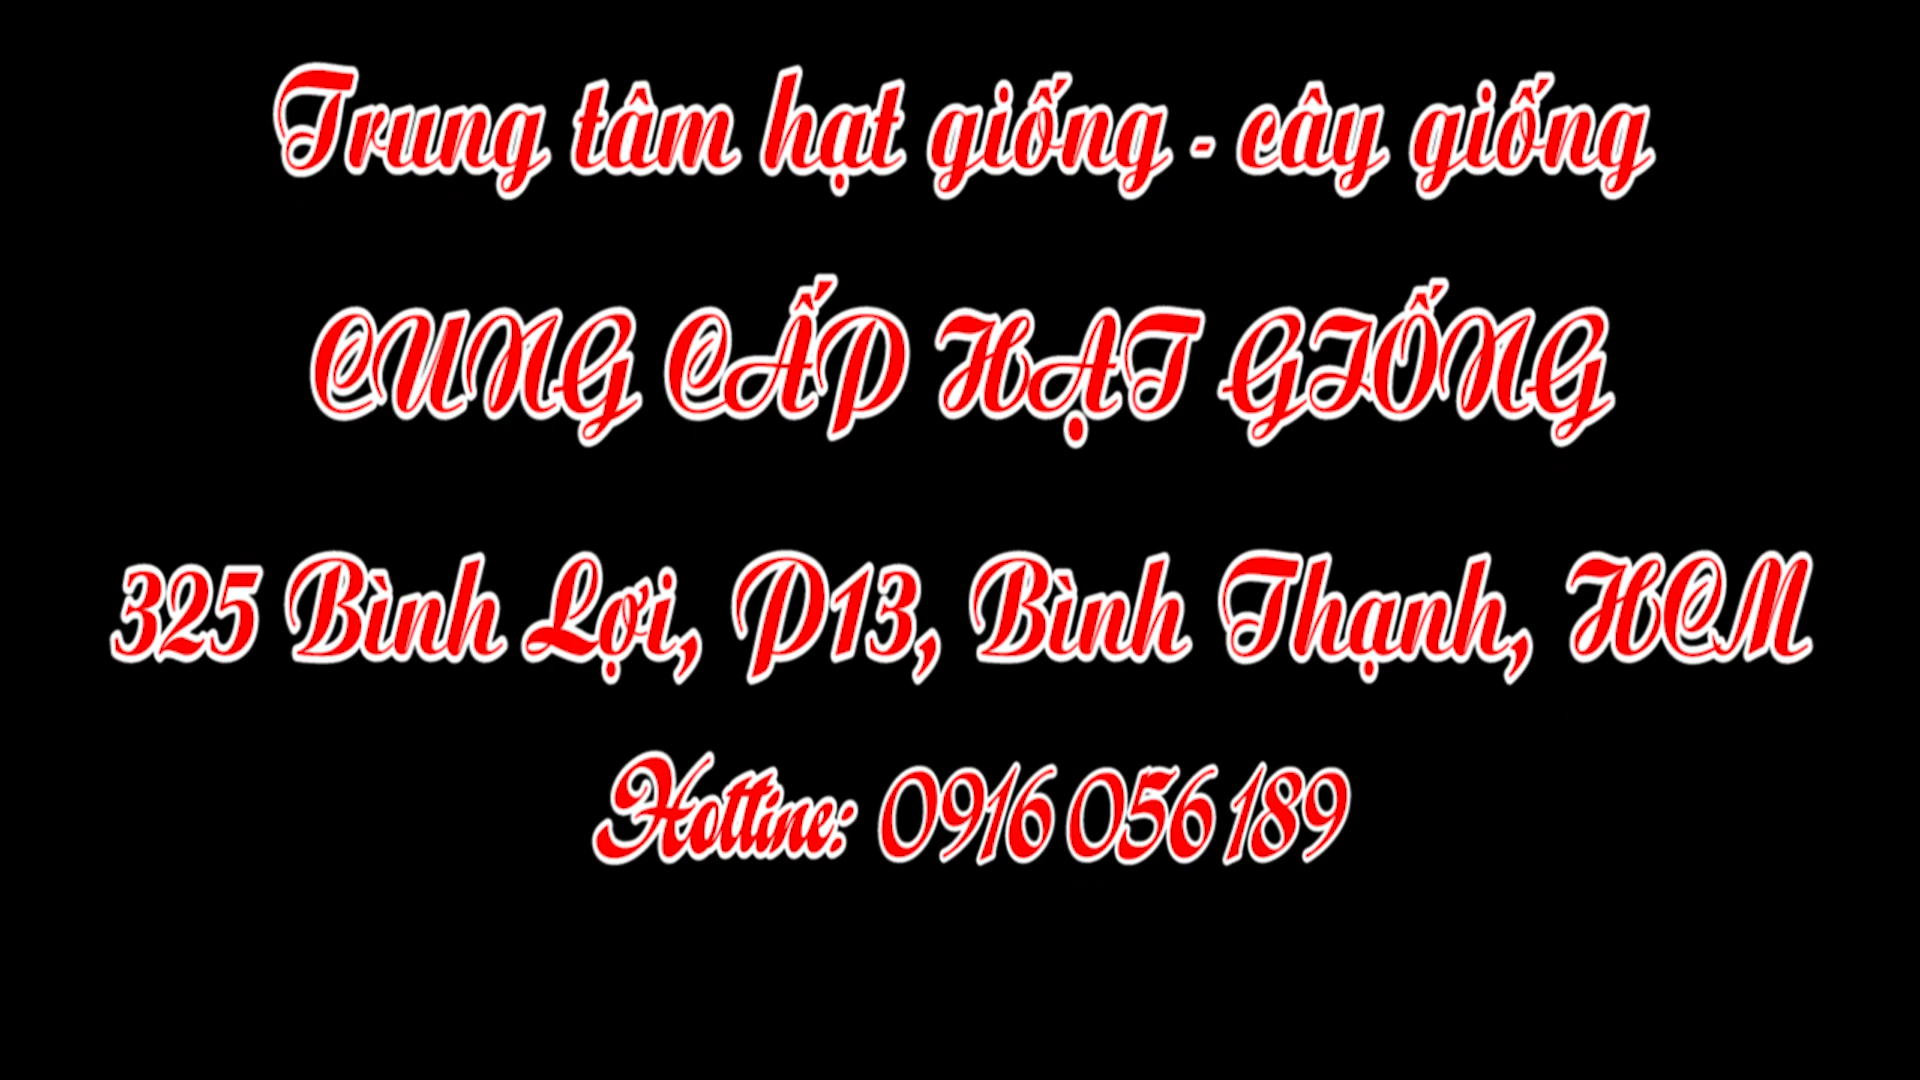 Trung tâm hạt giống - cây giống
CUNG CẤP HẠT GIỐNG
325 Bình Lợi, P13, Bình Thạnh, HCM
Hotline: 0916 056 189